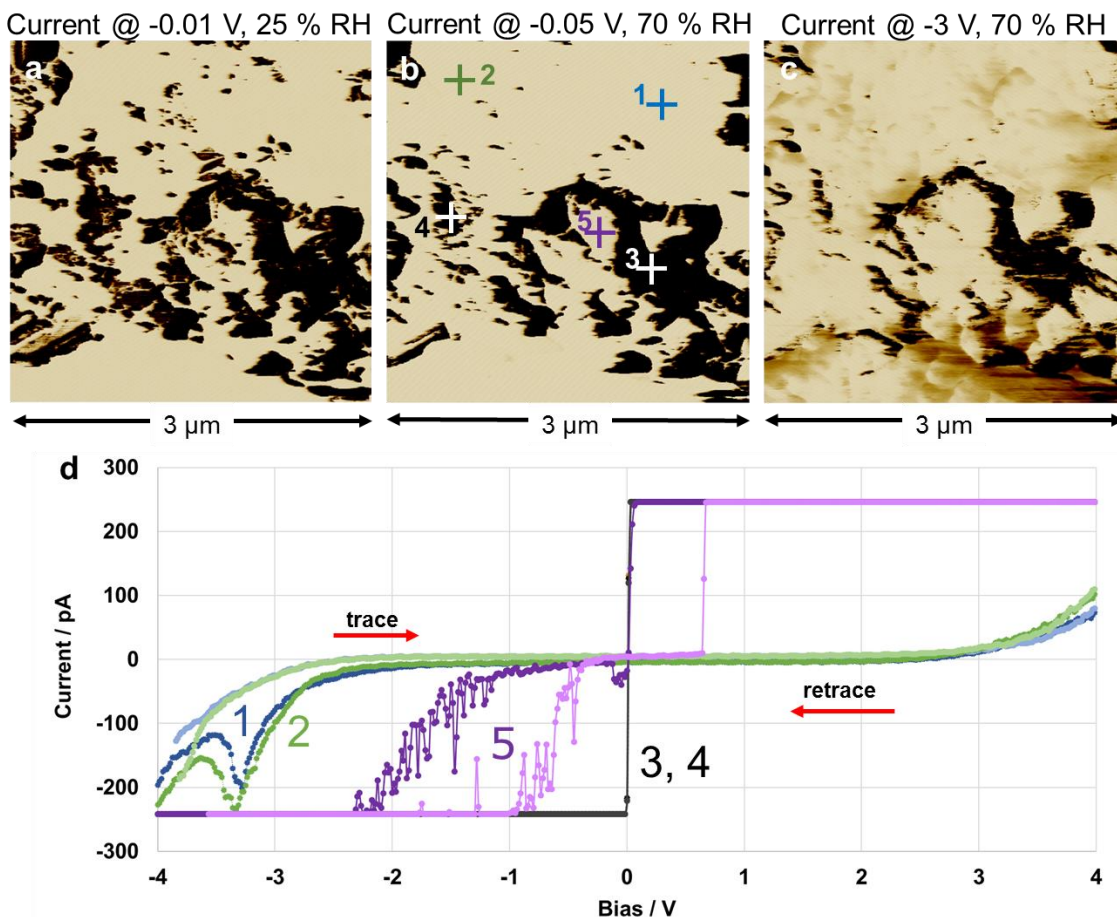 Current @ -0.01 V, 25 % RH
Current @ -0.05 V, 70 % RH
Current @ -3 V, 70 % RH
a
b
c
2
1
4
5
3
3 µm
3 µm
3 µm
d
300
200
100
0
-100
-200
-300
Current / pA
trace
retrace
1
2
5
3, 4
-4
-3
-2
-1
0
1
2
3
4
Bias / V